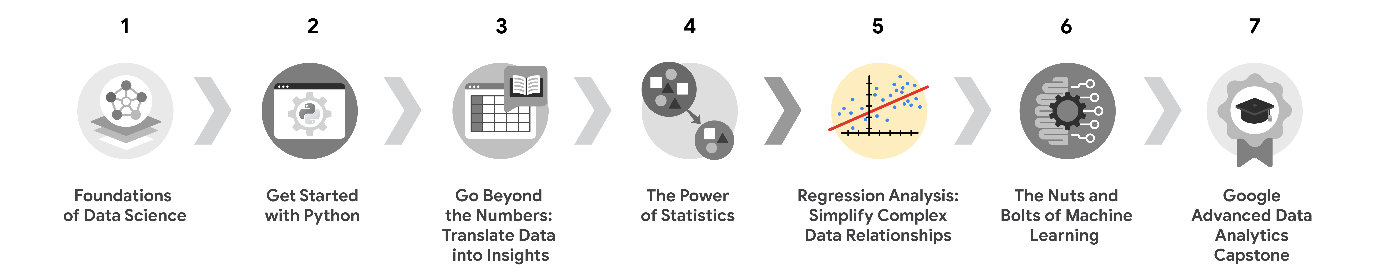 1
2
3
4
5
6
7
Foundations
of Data Science
Get Started
with Python
Go Beyond
the Numbers:
Translate Data
into Insights
The Power
of Statistics
Regression Analysis:
Simplify Complex
Data Relationships
The Nuts and
Bolts of Machine
Learning
Google
Advanced Data
Analytics
Capstone